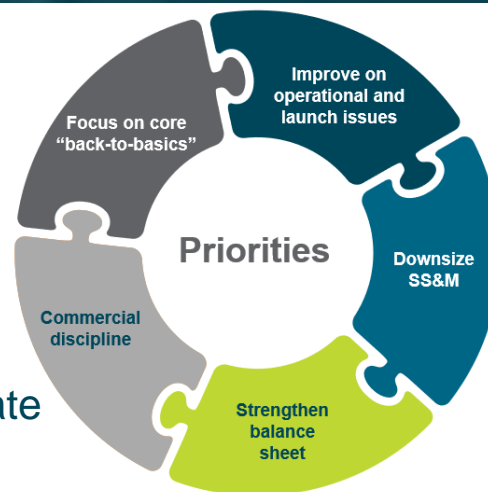 Improve on
operational and
launch issues
Focus on core
“back-to-basics”
Priorities
Downsize
SS&M
Commercial
discipline
Strengthen
balance
sheet